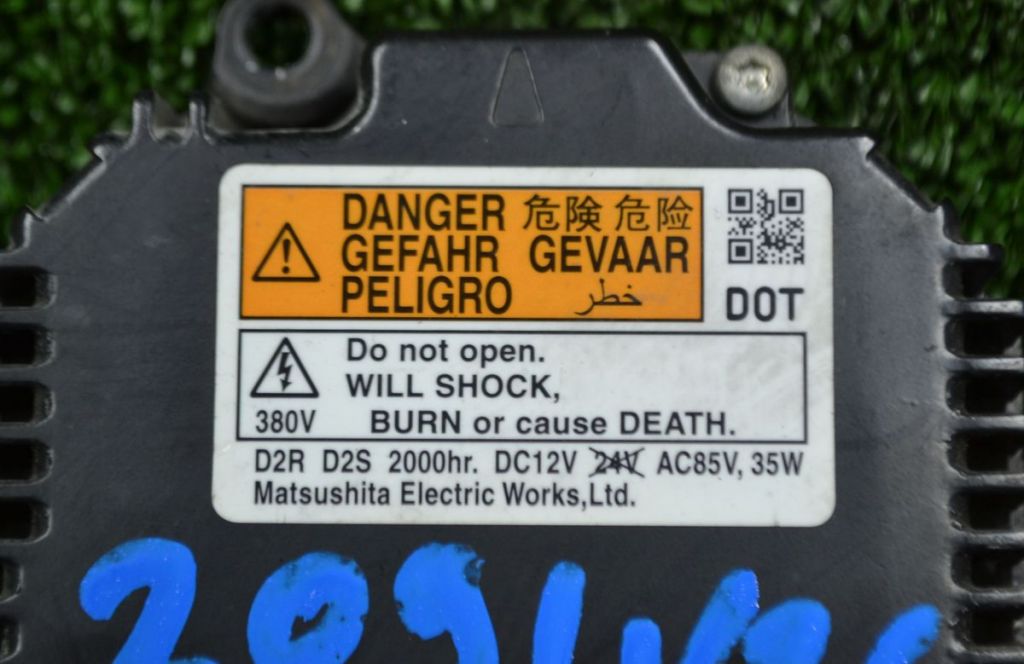 DANGER 危険 危险
GEFAHR GEVAAR
PELIGRO خطر
DOT
Do not open.
WILL SHOCK,
380V BURN or cause DEATH.
D2R D2S 2000hr. DC12V 24V AC85V, 35W
Matsushita Electric Works,Ltd.